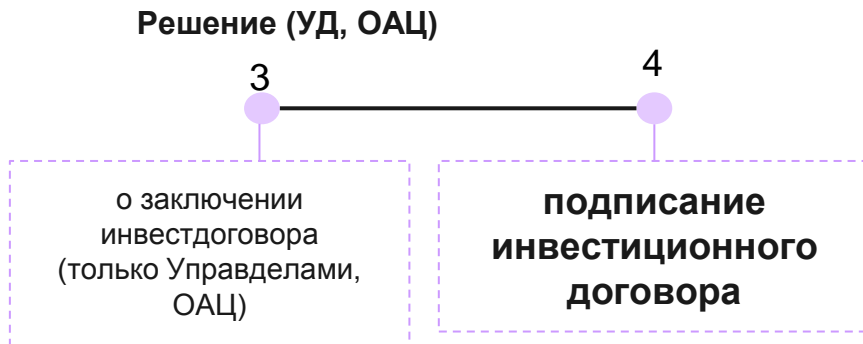 Решение (УД, ОАЦ)
3
4
о заключении
инвестдоговора
(только Управделами,
ОАЦ)
подписание
инвестиционного
договора